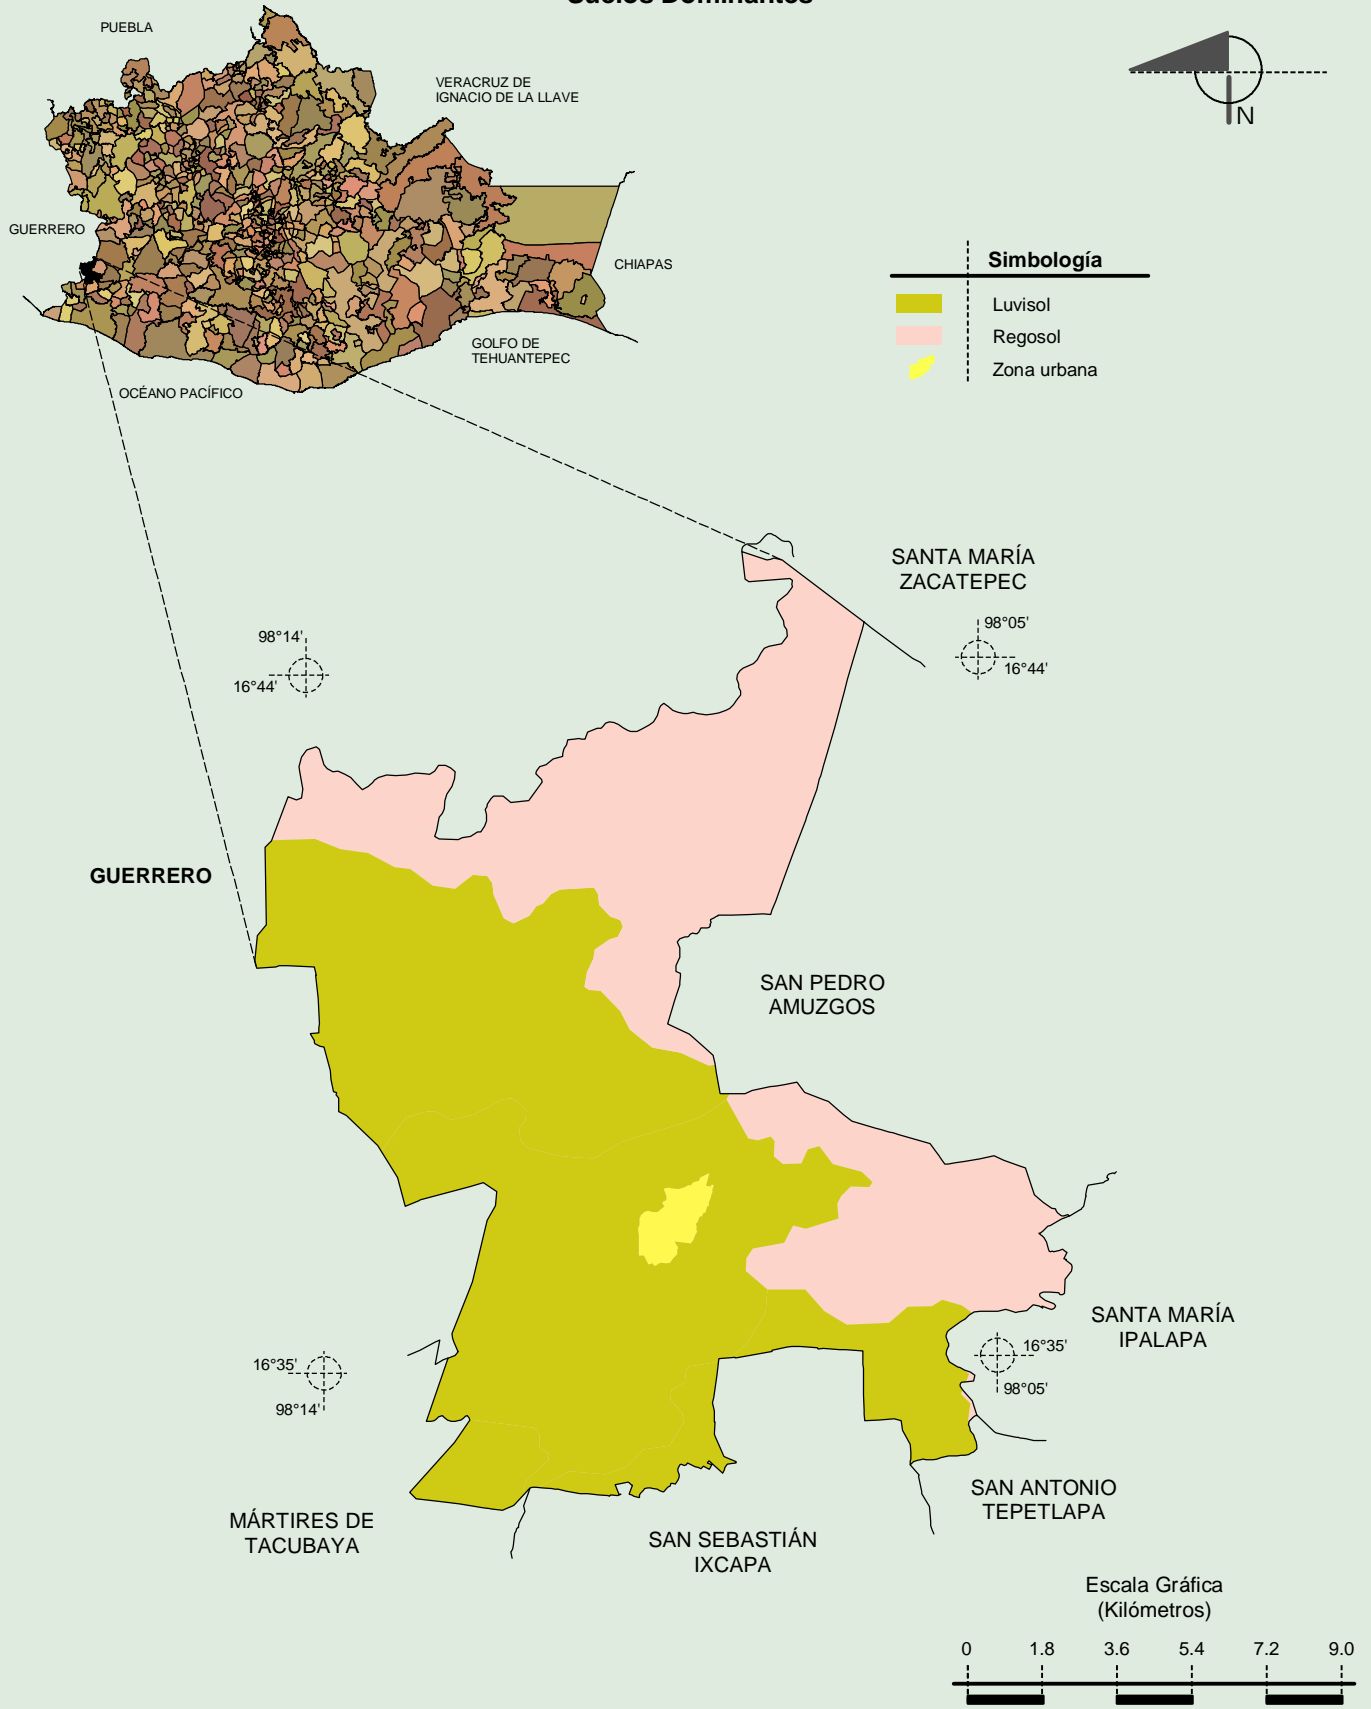 Suelos Dominantes
PUEBLA
VERACRUZ DE
IGNACIO DE LA LLAVE
N
GUERRERO
CHIAPAS
GOLFO DE
TEHUANTEPEC
OCÉANO PACÍFICO
Simbología
Luvisol
Regosol
Zona urbana
SANTA MARÍA
ZACATEPEC
98°14'
16°44'
98°05'
16°44'
GUERRERO
SAN PEDRO
AMUZGOS
SANTA MARÍA
IPALAPA
16°35'
98°14'
16°35'
98°05'
MÁRTIRES DE
TACUBAYA
SAN SEBASTIÁN
IXCAPA
SAN ANTONIO
TEPETLAPA
Escala Gráfica
(Kilómetros)
0 1.8 3.6 5.4 7.2 9.0